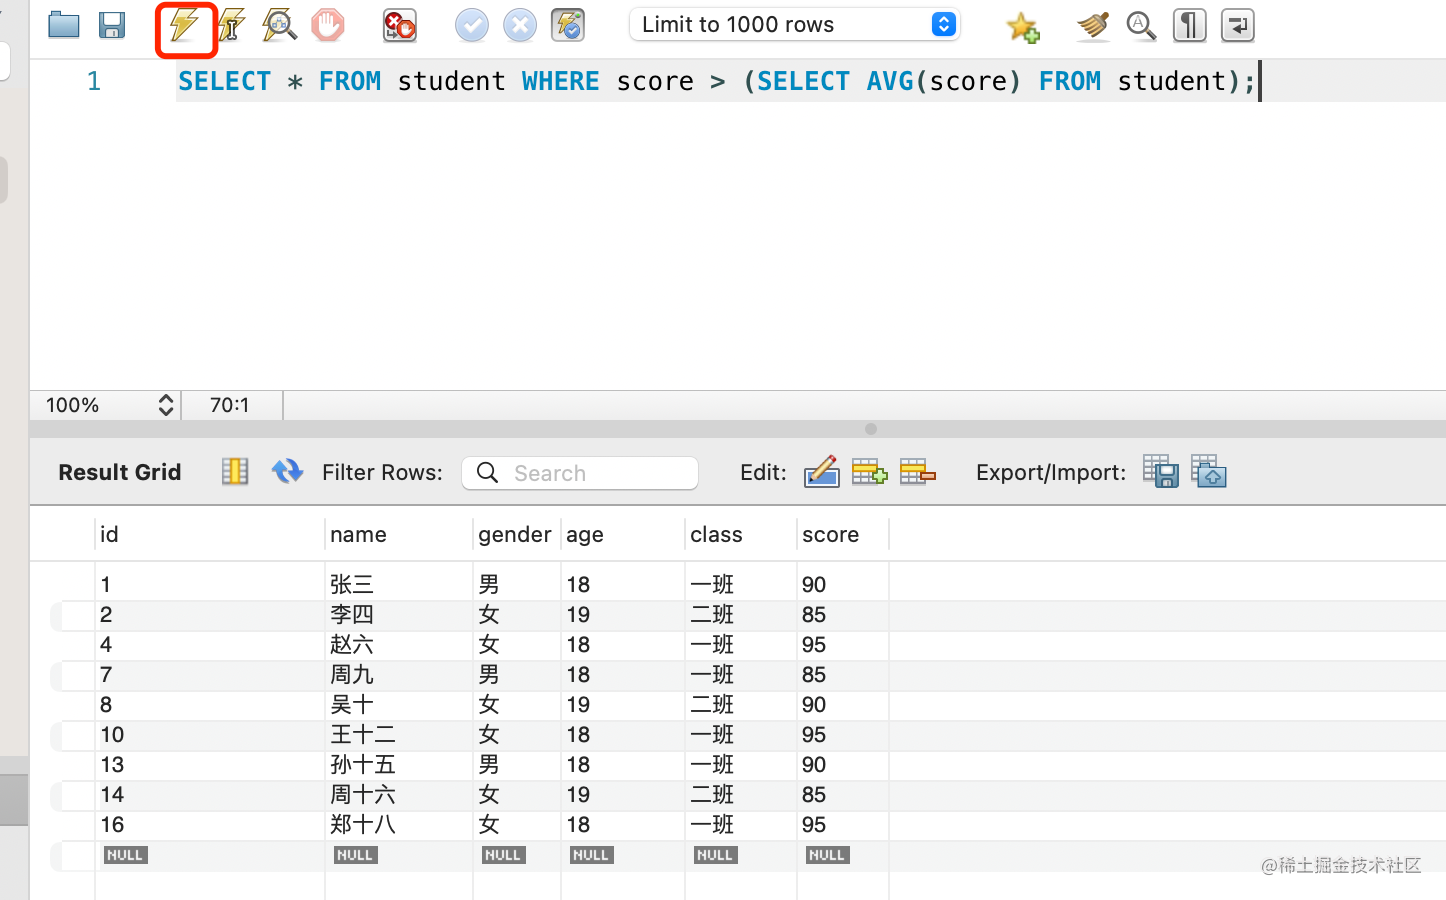 Limit to 1000 rows
1 SELECT * FROM student WHERE score > (SELECT AVG(score) FROM student);
100% 70:1
Result Grid Filter Rows: Search Edit: Export/Import:
id name gender age class score
1 张三 男 18 一班 90
2 李四 女 19 二班 85
4 赵六 女 18 一班 95
7 周九 男 18 一班 85
8 吴十 女 19 二班 90
10 王十二 女 18 一班 95
13 孙十五 男 18 一班 90
14 周十六 女 19 二班 85
16 郑十八 女 18 一班 95
NULL NULL NULL NULL NULL NULL
@稀土掘金技术社区